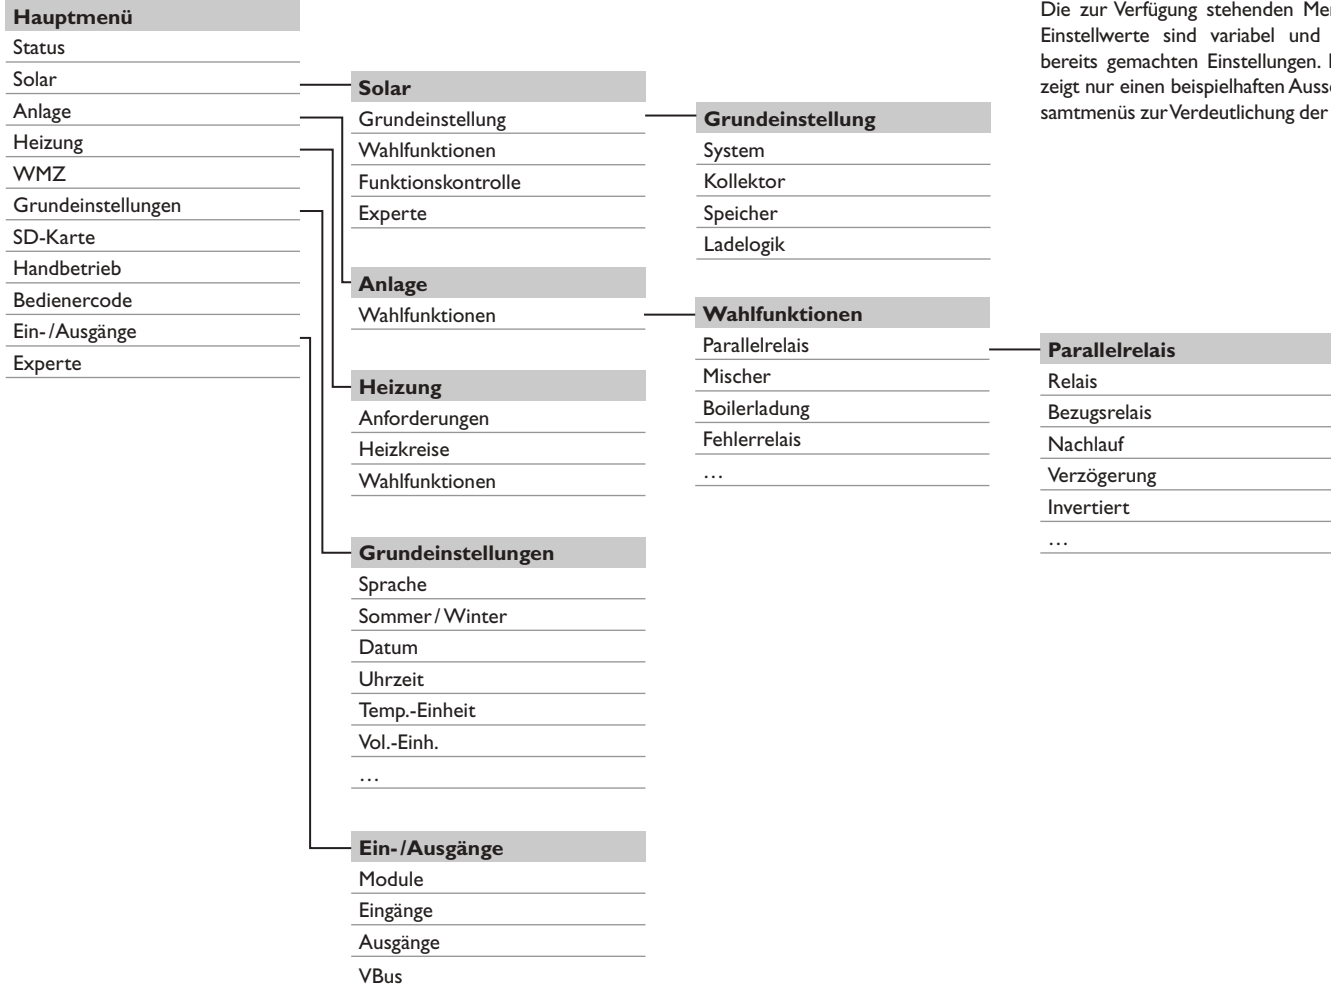 Hauptmenü
Status
Solar
Anlage
Heizung
WMZ
Grundeinstellungen
SD-Karte
Handbetrieb
Bedienercode
Ein-/Ausgänge
Experte
Solar
Grundeinstellung
Wahlfunktionen
Funktionskontrolle
Experte
Anlage
Wahlfunktionen
Heizung
Anforderungen
Heizkreise
Wahlfunktionen
Grundeinstellungen
Sprache
Sommer/Winter
Datum
Uhrzeit
Temp.-Einheit
Vol.-Einh.
…
Ein-/Ausgänge
Module
Eingänge
Ausgänge
VBus
Grundeinstellung
System
Kollektor
Speicher
Ladelogik
Wahlfunktionen
Parallelrelais
Mischer
Boilerladung
Fehlerrelais
…
Die zur Verfügung stehenden
Einstellwerte sind variabel und
bereits gemachten Einstellungen.
zeigt nur einen beispielhaften
samtmenüs zur Verdeutlichung der
Parallelrelais
Relais
Bezugsrelais
Nachlauf
Verzögerung
Invertiert
…